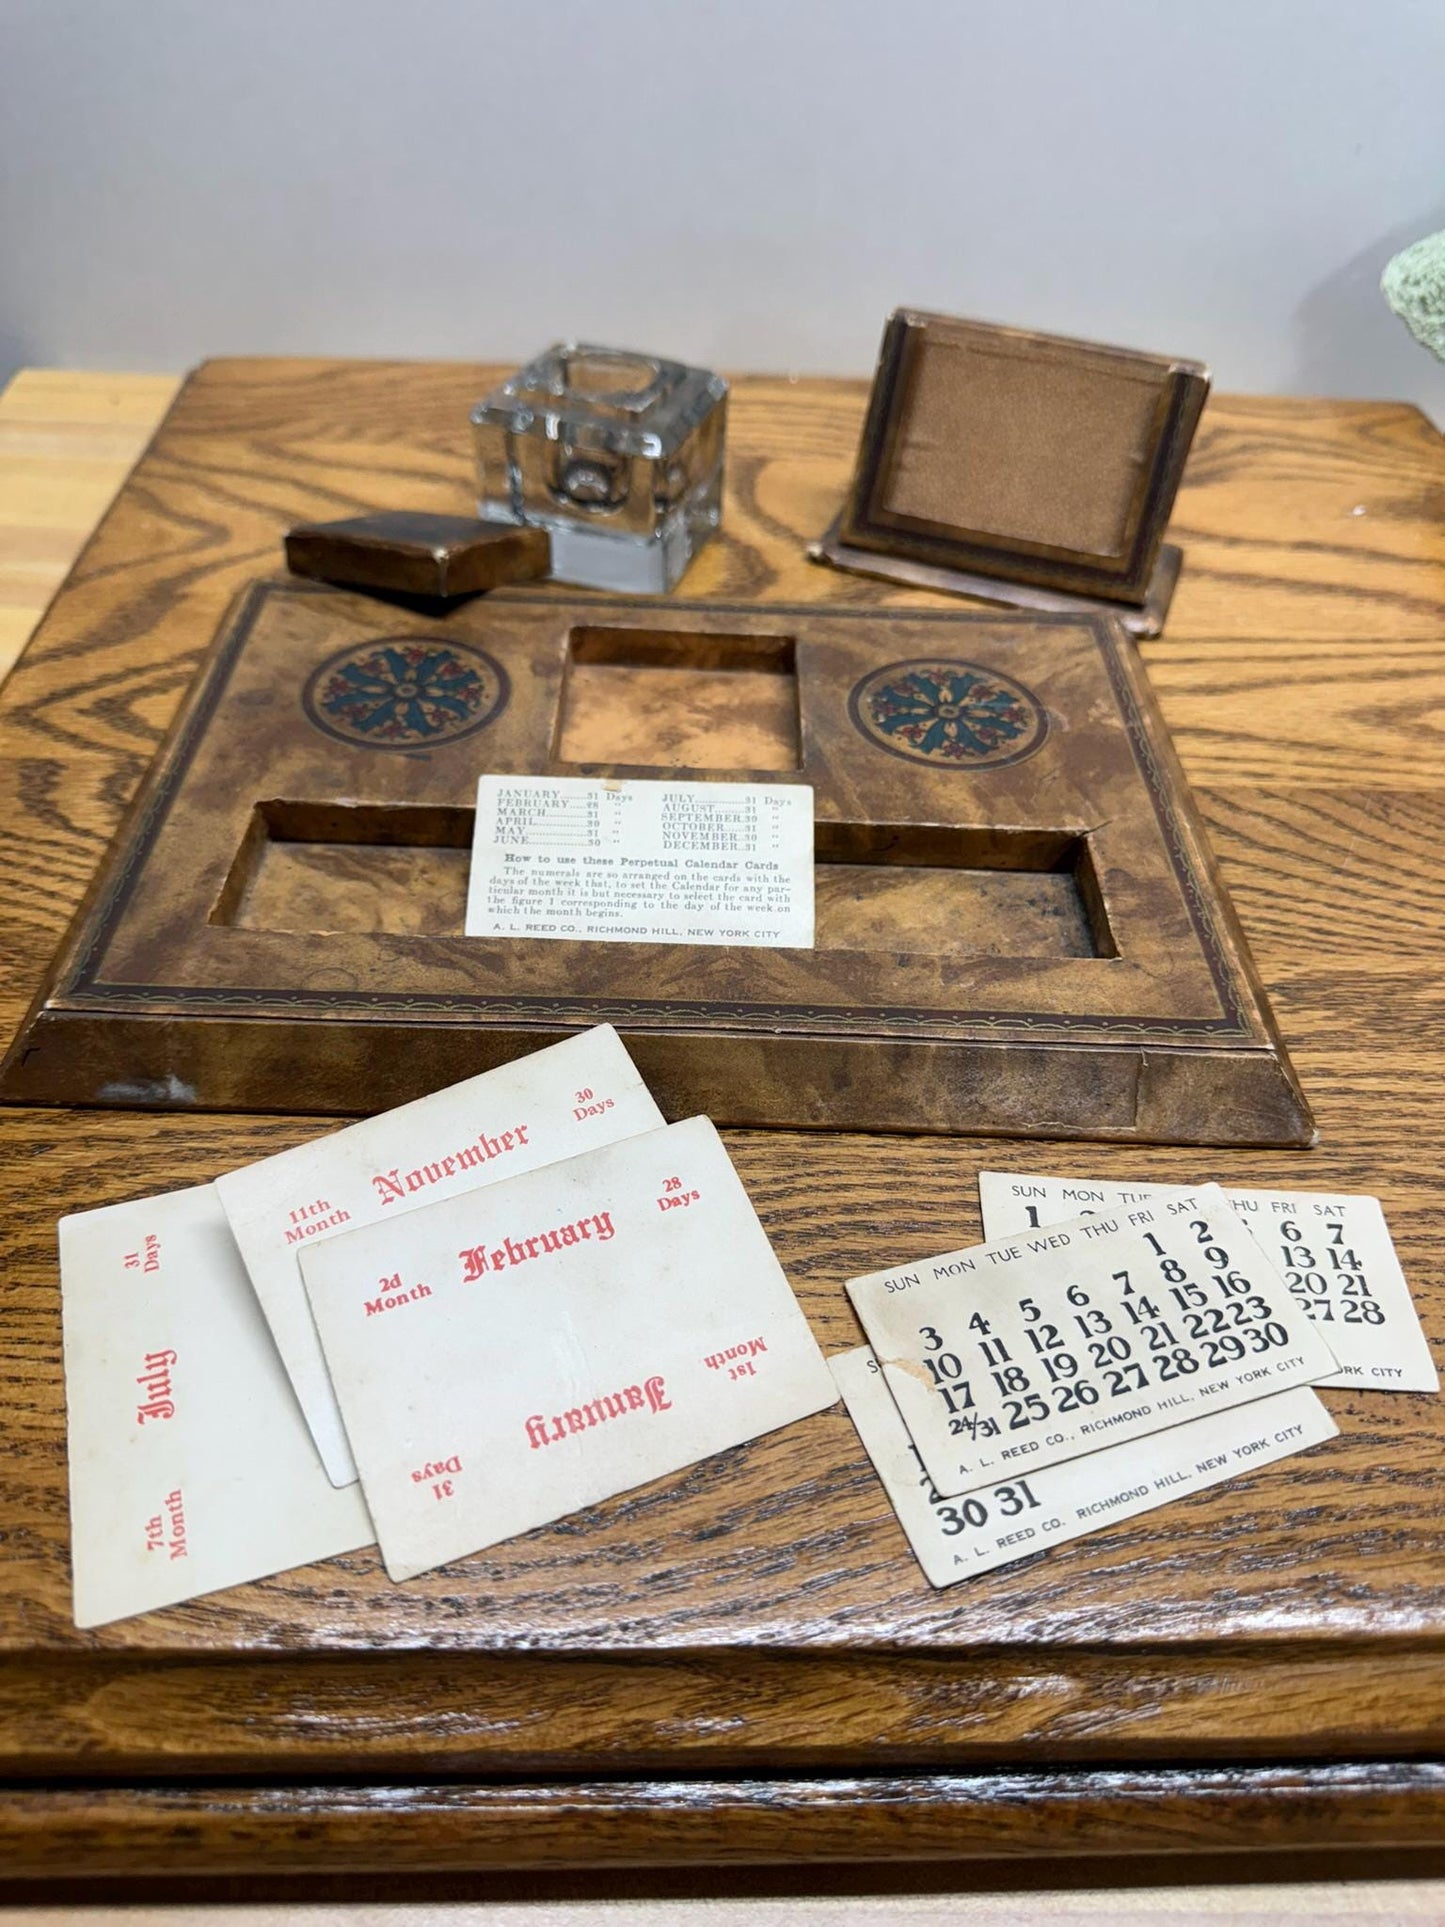 JANUARY........31 Days
FEBRUARY.....28 "
MARCH...........31 "
APRIL.............30 "
MAY................31 "
JUNE...............30 "
JULY..............31 Days
AUGUST........31 "
SEPTEMBER.30 "
OCTOBER.....31 "
NOVEMBER..30 "
DECEMBER..31 "
How to use these Perpetual Calendar Cards
The numerals are so arranged on the cards with the
days of the week that, to set the Calendar for any par-
ticular month it is but necessary to select the card with
the figure 1 corresponding to the day of the week on
which the month begins.
A. L. REED CO., RICHMOND HILL, NEW YORK CITY
11th
Month
November
30
Days
7th
Month
July
31
Days
2d
Month
February
28
Days
1st
Month
January
31
Days
SUN MON TUE THU FRI SAT
1 6 7
13 14
20 21
27 28
RK CITY
SUN MON TUE WED THU FRI SAT
1 2
3 4 5 6 7 8 9
10 11 12 13 14 15 16
17 18 19 20 21 22 23
24/31 25 26 27 28 29 30
A. L. REED CO., RICHMOND HILL, NEW YORK CITY
30 31
A. L. REED CO. RICHMOND HILL, NEW YORK CITY